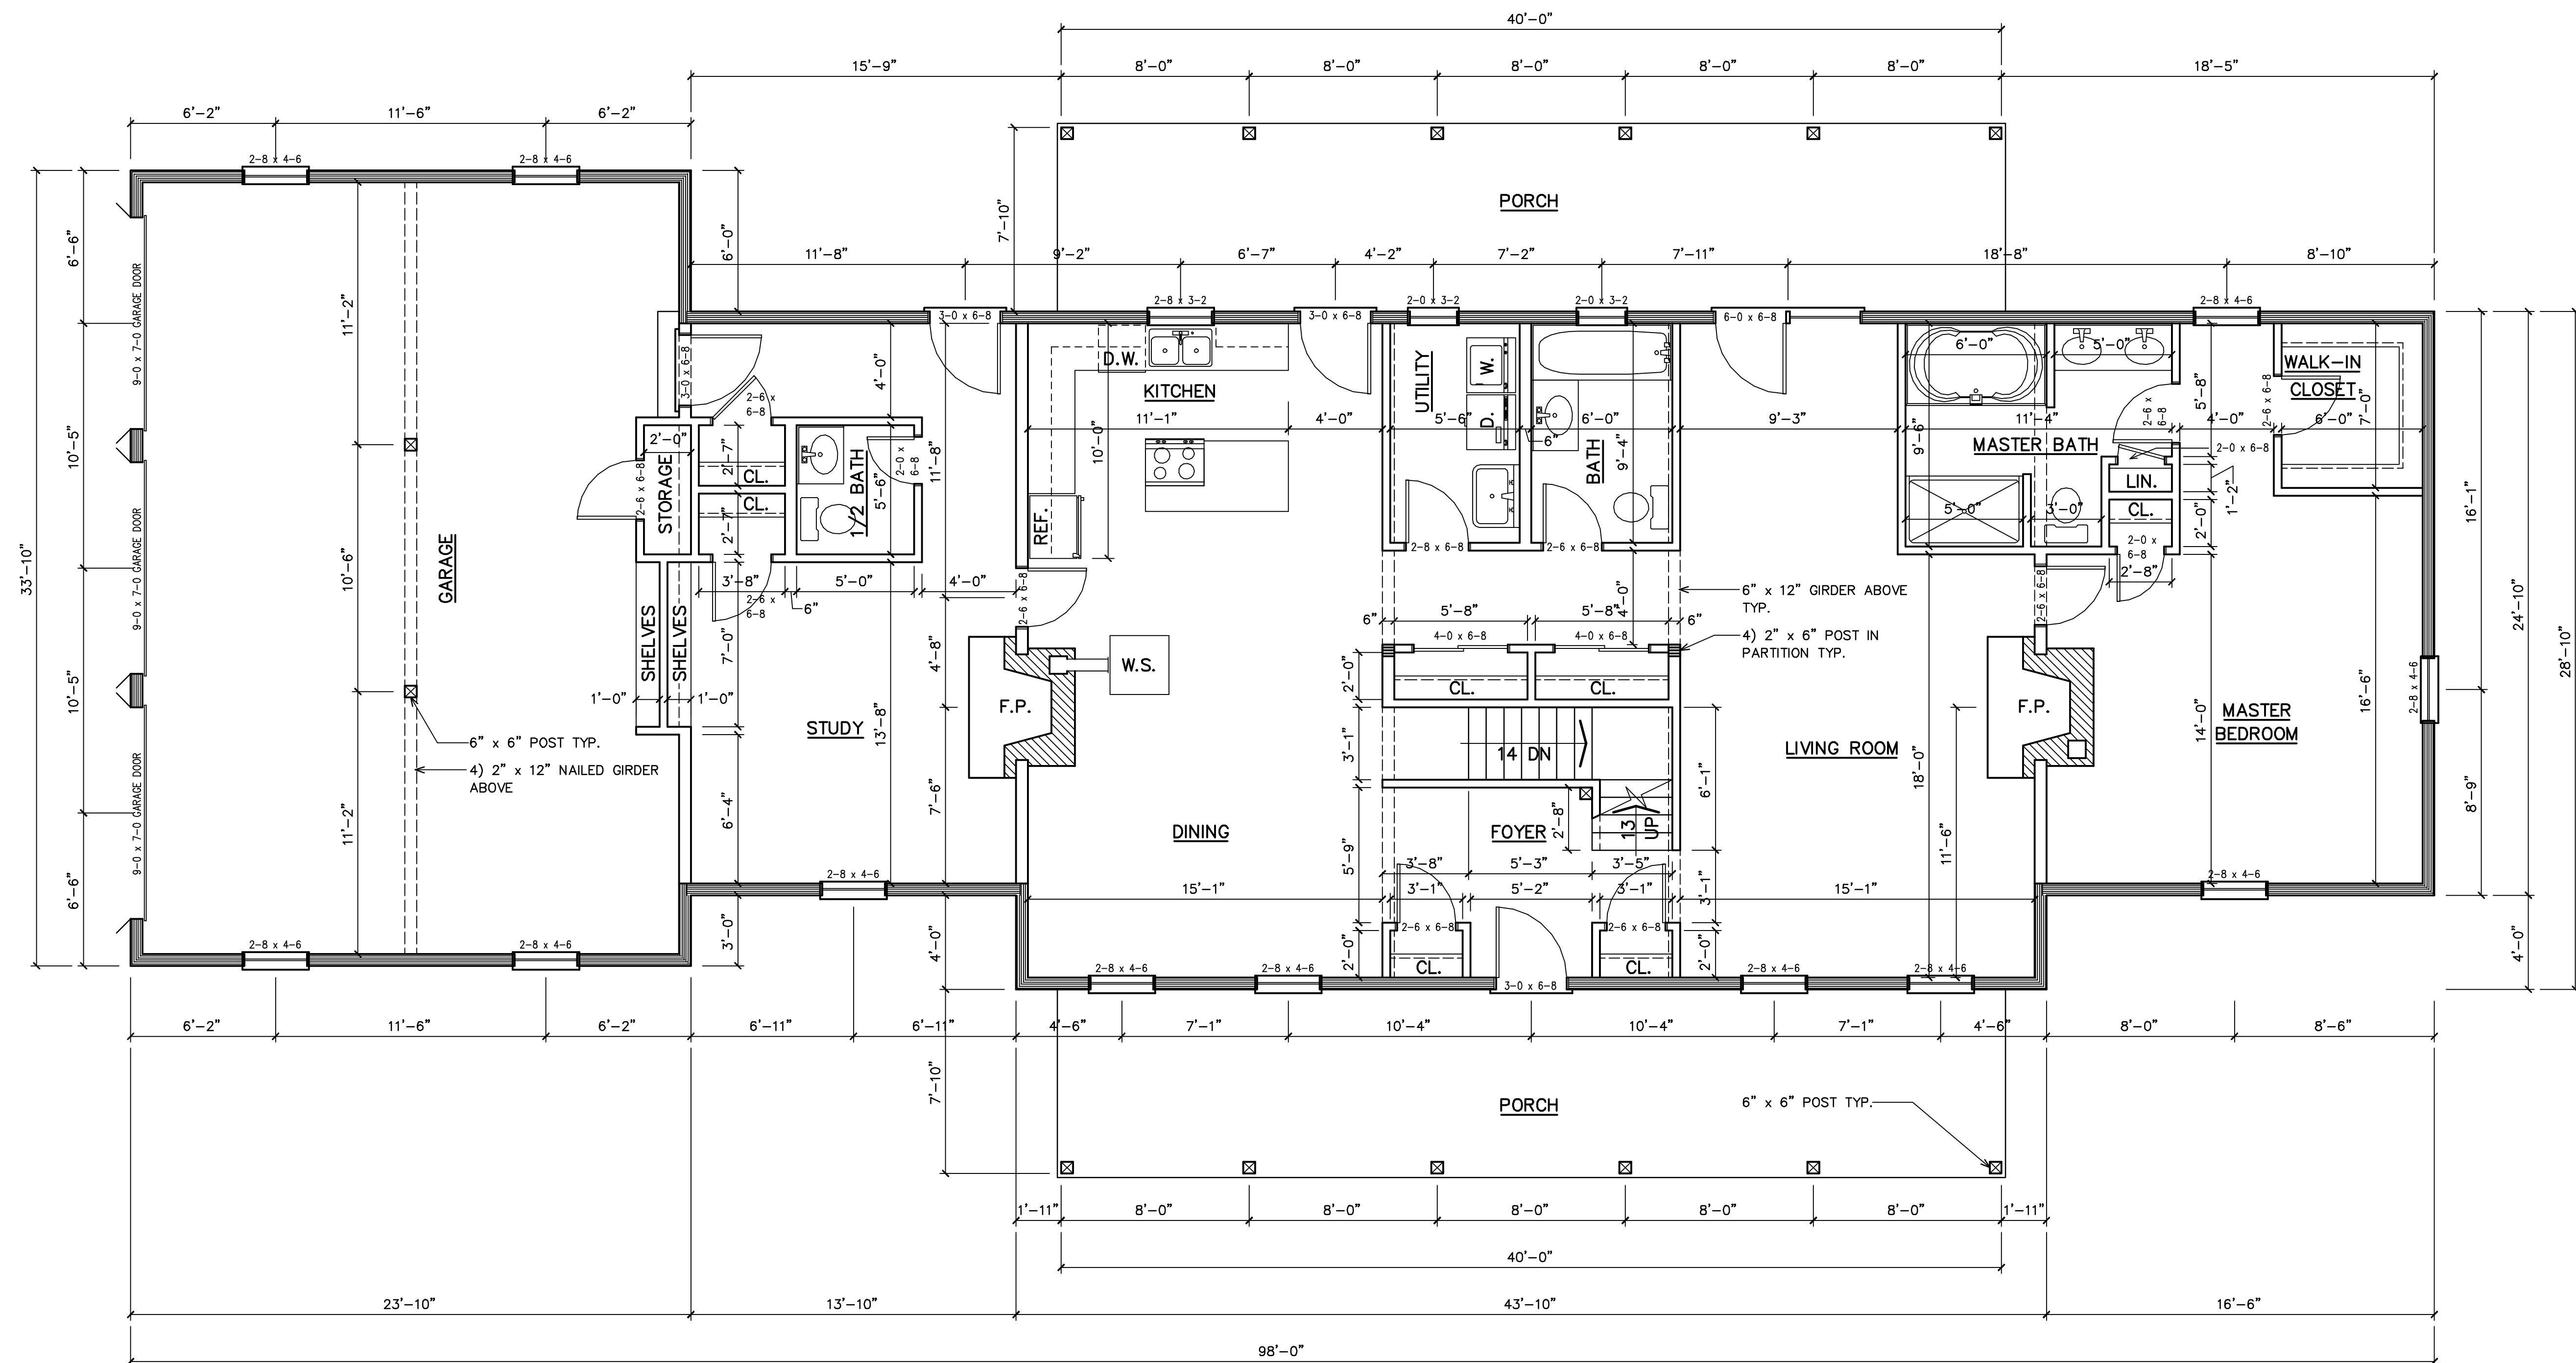 40'-0"
15'-9" 8'-0" 8'-0" 8'-0" 8'-0" 8'-0" 18'-5"
6'-2" 11'-6" 6'-2"
2-8 x 4-6 2-8 x 4-6
PORCH
7'-10"
6'-0"
11'-8" 9'-2" 6'-7" 4'-2" 7'-2" 7'-11" 18'-8" 8'-10"
2-8 x 3-2 2-0 x 3-2 2-0 x 3-2 2-8 x 4-6
3-0 x 6-8 3-0 x 6-8 6-0 x 6-8
33'-10"
6'-6"
10'-5"
10'-5"
6'-6"
9-0 x 7-0 GARAGE DOOR
9-0 x 7-0 GARAGE DOOR
9-0 x 7-0 GARAGE DOOR
11'-2"
10'-6"
11'-2"
GARAGE
6" x 6" POST TYP.
4) 2" x 12" NAILED GIRDER
ABOVE
2-8 x 4-6 2-8 x 4-6
3-0 x 6-8
2-6 x
6-8
4'-0"
2'-0"
STORAGE
2-6 x 6-8
2'-7"
CL.
CL.
2'-7"
1/2 BATH
5'-6"
2-0 x
6-8
11'-8"
3'-8" 5'-0" 4'-0"
2-6 x
6-8
6"
SHELVES
SHELVES
1'-0" 1'-0"
7'-0"
6'-4"
3'-0"
STUDY
13'-8"
4'-8"
7'-6"
4'-0"
2-8 x 4-6
2-6 x 6-8
F.P.
W.S.
D.W.
KITCHEN
11'-1" 4'-0"
10'-0"
REF.
DINING
15'-1"
UTILITY
W.
D.
5'-6"
6"
6'-0"
BATH
9'-4"
2-8 x 6-8 2-6 x 6-8
4'-0"
6" x 12" GIRDER ABOVE
TYP.
4) 2" x 6" POST IN
PARTITION TYP.
6" 5'-8" 5'-8" 6"
4-0 x 6-8 4-0 x 6-8
2'-0"
CL. CL.
3'-1"
14 DN
5'-9"
FOYER
2'-8"
13
UP
6'-1"
3'-1"
3'-8" 5'-3" 3'-5"
3'-1" 5'-2" 3'-1"
2-6 x 6-8 2-6 x 6-8
2'-0" 2'-0"
CL. CL.
3-0 x 6-8
9'-3"
LIVING ROOM
18'-0"
11'-6"
15'-1"
F.P.
2-6 x 6-8
6'-0" 5'-0"
11'-4"
MASTER BATH
9'-6"
5'-0" 3'-0"
2-6 x
6-8
2-0 x 6-8
LIN.
CL.
2-0 x
6-8
2'-8"
5'-8"
1'-2"
2'-0"
14'-0"
4'-0"
2-6 x 6-8
WALK-IN
CLOSET
6'-0"
7'-0"
16'-6"
MASTER
BEDROOM
2-8 x 4-6
2-8 x 4-6
16'-1"
8'-9"
24'-10"
4'-0"
28'-10"
2-8 x 4-6 2-8 x 4-6 2-8 x 4-6 2-8 x 4-6
6'-2" 11'-6" 6'-2" 6'-11" 6'-11" 4'-6" 7'-1" 10'-4" 10'-4" 7'-1" 4'-6" 8'-0" 8'-6"
7'-10"
PORCH
6" x 6" POST TYP.
1'-11" 8'-0" 8'-0" 8'-0" 8'-0" 8'-0" 1'-11"
40'-0"
23'-10" 13'-10" 43'-10" 16'-6"
98'-0"